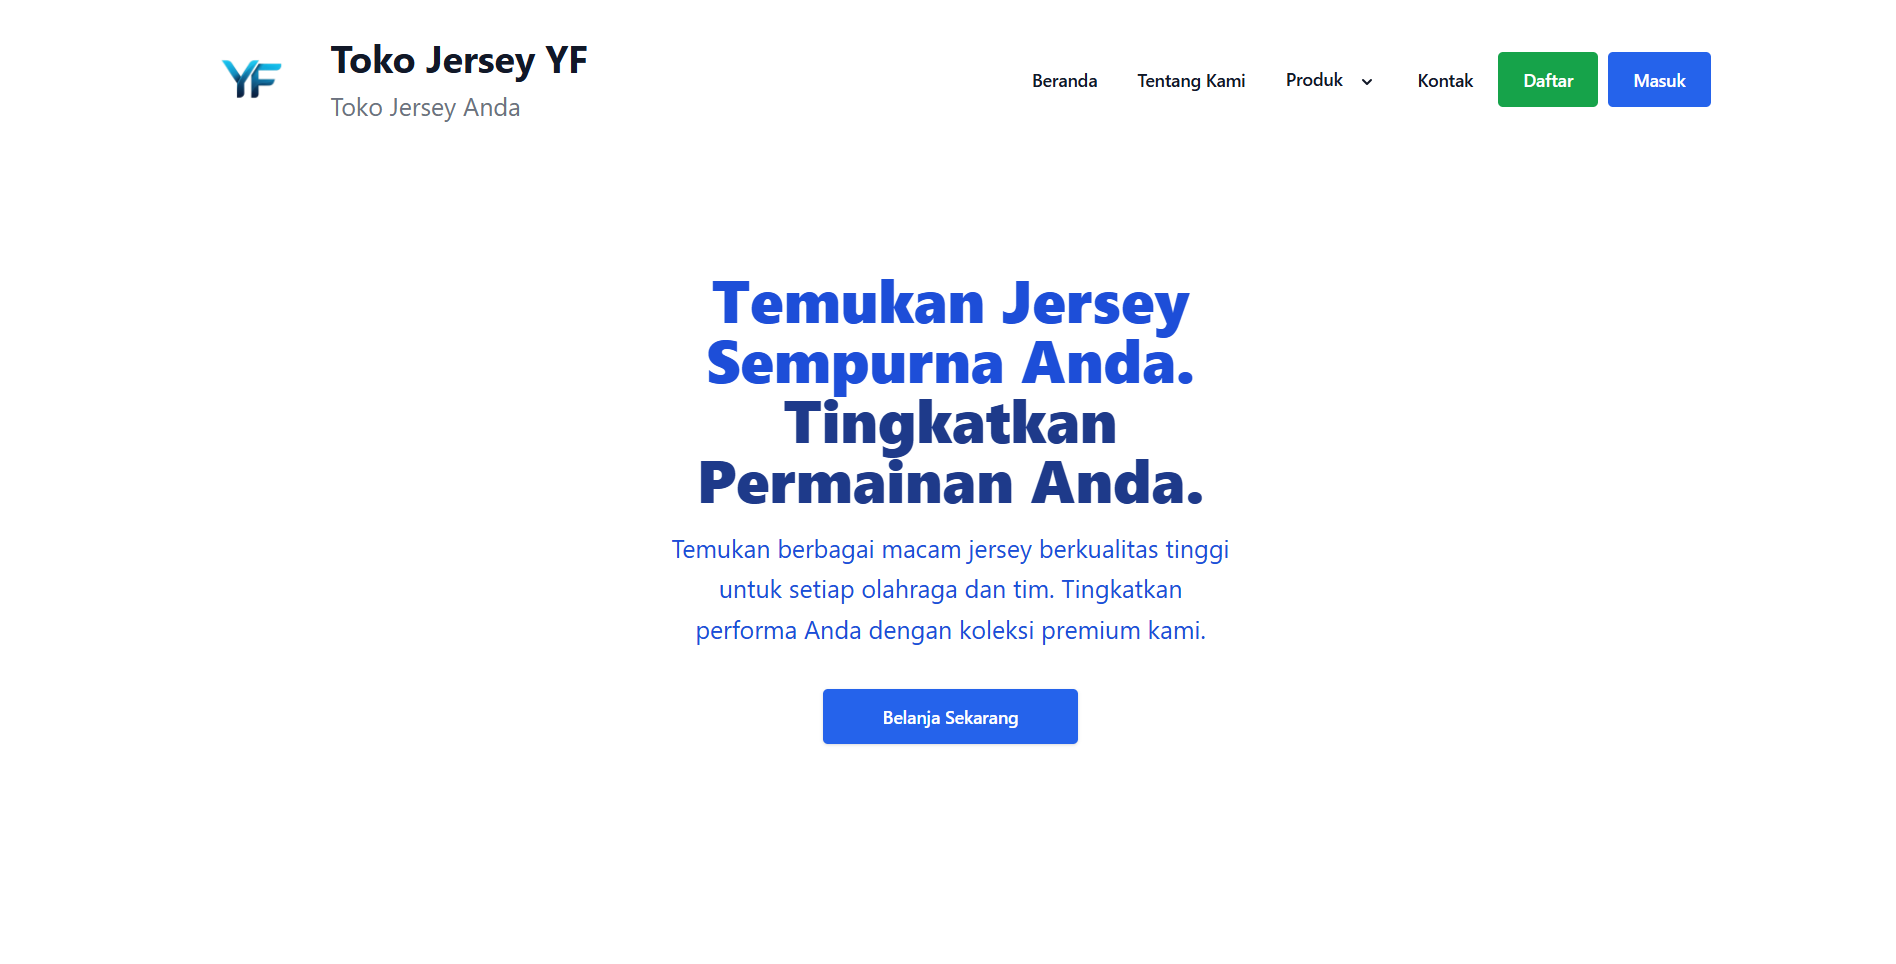 YF
Toko Jersey YF
Toko Jersey Anda
Beranda
Tentang Kami
Produk
Kontak
Daftar
Masuk
Temukan Jersey
Sempurna Anda.
Tingkatkan
Permainan Anda.
Temukan berbagai macam jersey berkualitas tinggi
untuk setiap olahraga dan tim. Tingkatkan
performa Anda dengan koleksi premium kami.
Belanja Sekarang